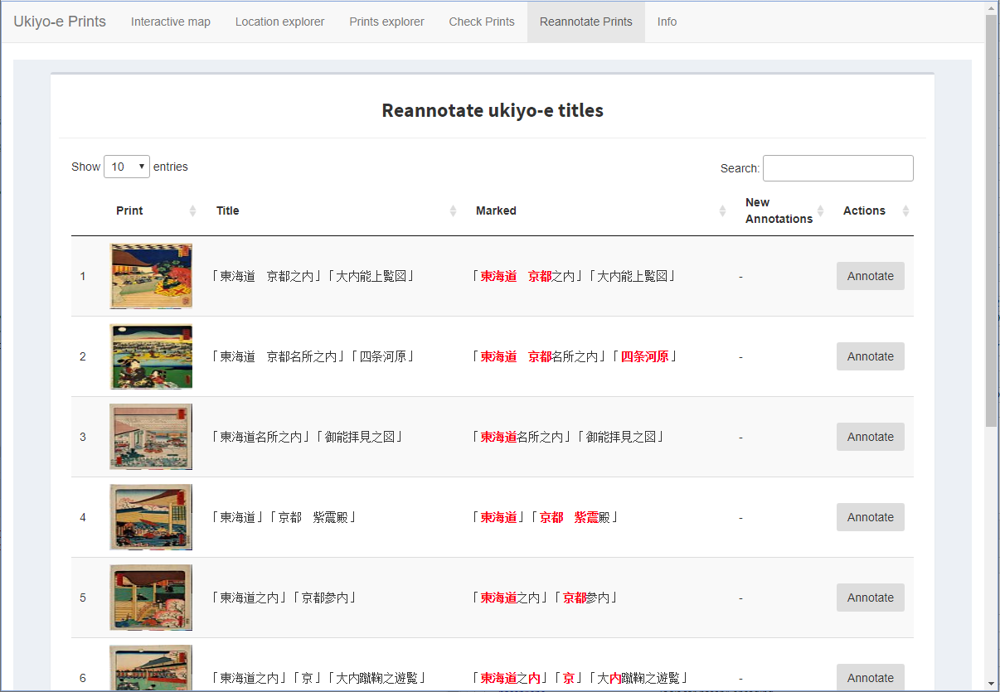 Ukiyo-e Prints Interactive map Location explorer Prints explorer Check Prints Reannotate Prints Info
Reannotate ukiyo-e titles
Show 10 entries Search:
Print Title Marked New Annotations Actions
1 「東海道　京都之内」「大内能上覧図」 「東海道　京都之内」「大内能上覧図」 - Annotate
2 「東海道　京都名所之内」「四条河原」 「東海道　京都名所之内」「四条河原」 - Annotate
3 「東海道名所之内」「御能拝見之図」 「東海道名所之内」「御能拝見之図」 - Annotate
4 「東海道」「京都　紫震殿」 「東海道」「京都　紫震殿」 - Annotate
5 「東海道之内」「京都参内」 「東海道之内」「京都参内」 - Annotate
6 「東海道之内」「京」「大内蹴鞠之遊覧」 「東海道之内」「京」「大内蹴鞠之遊覧」 - Annotate